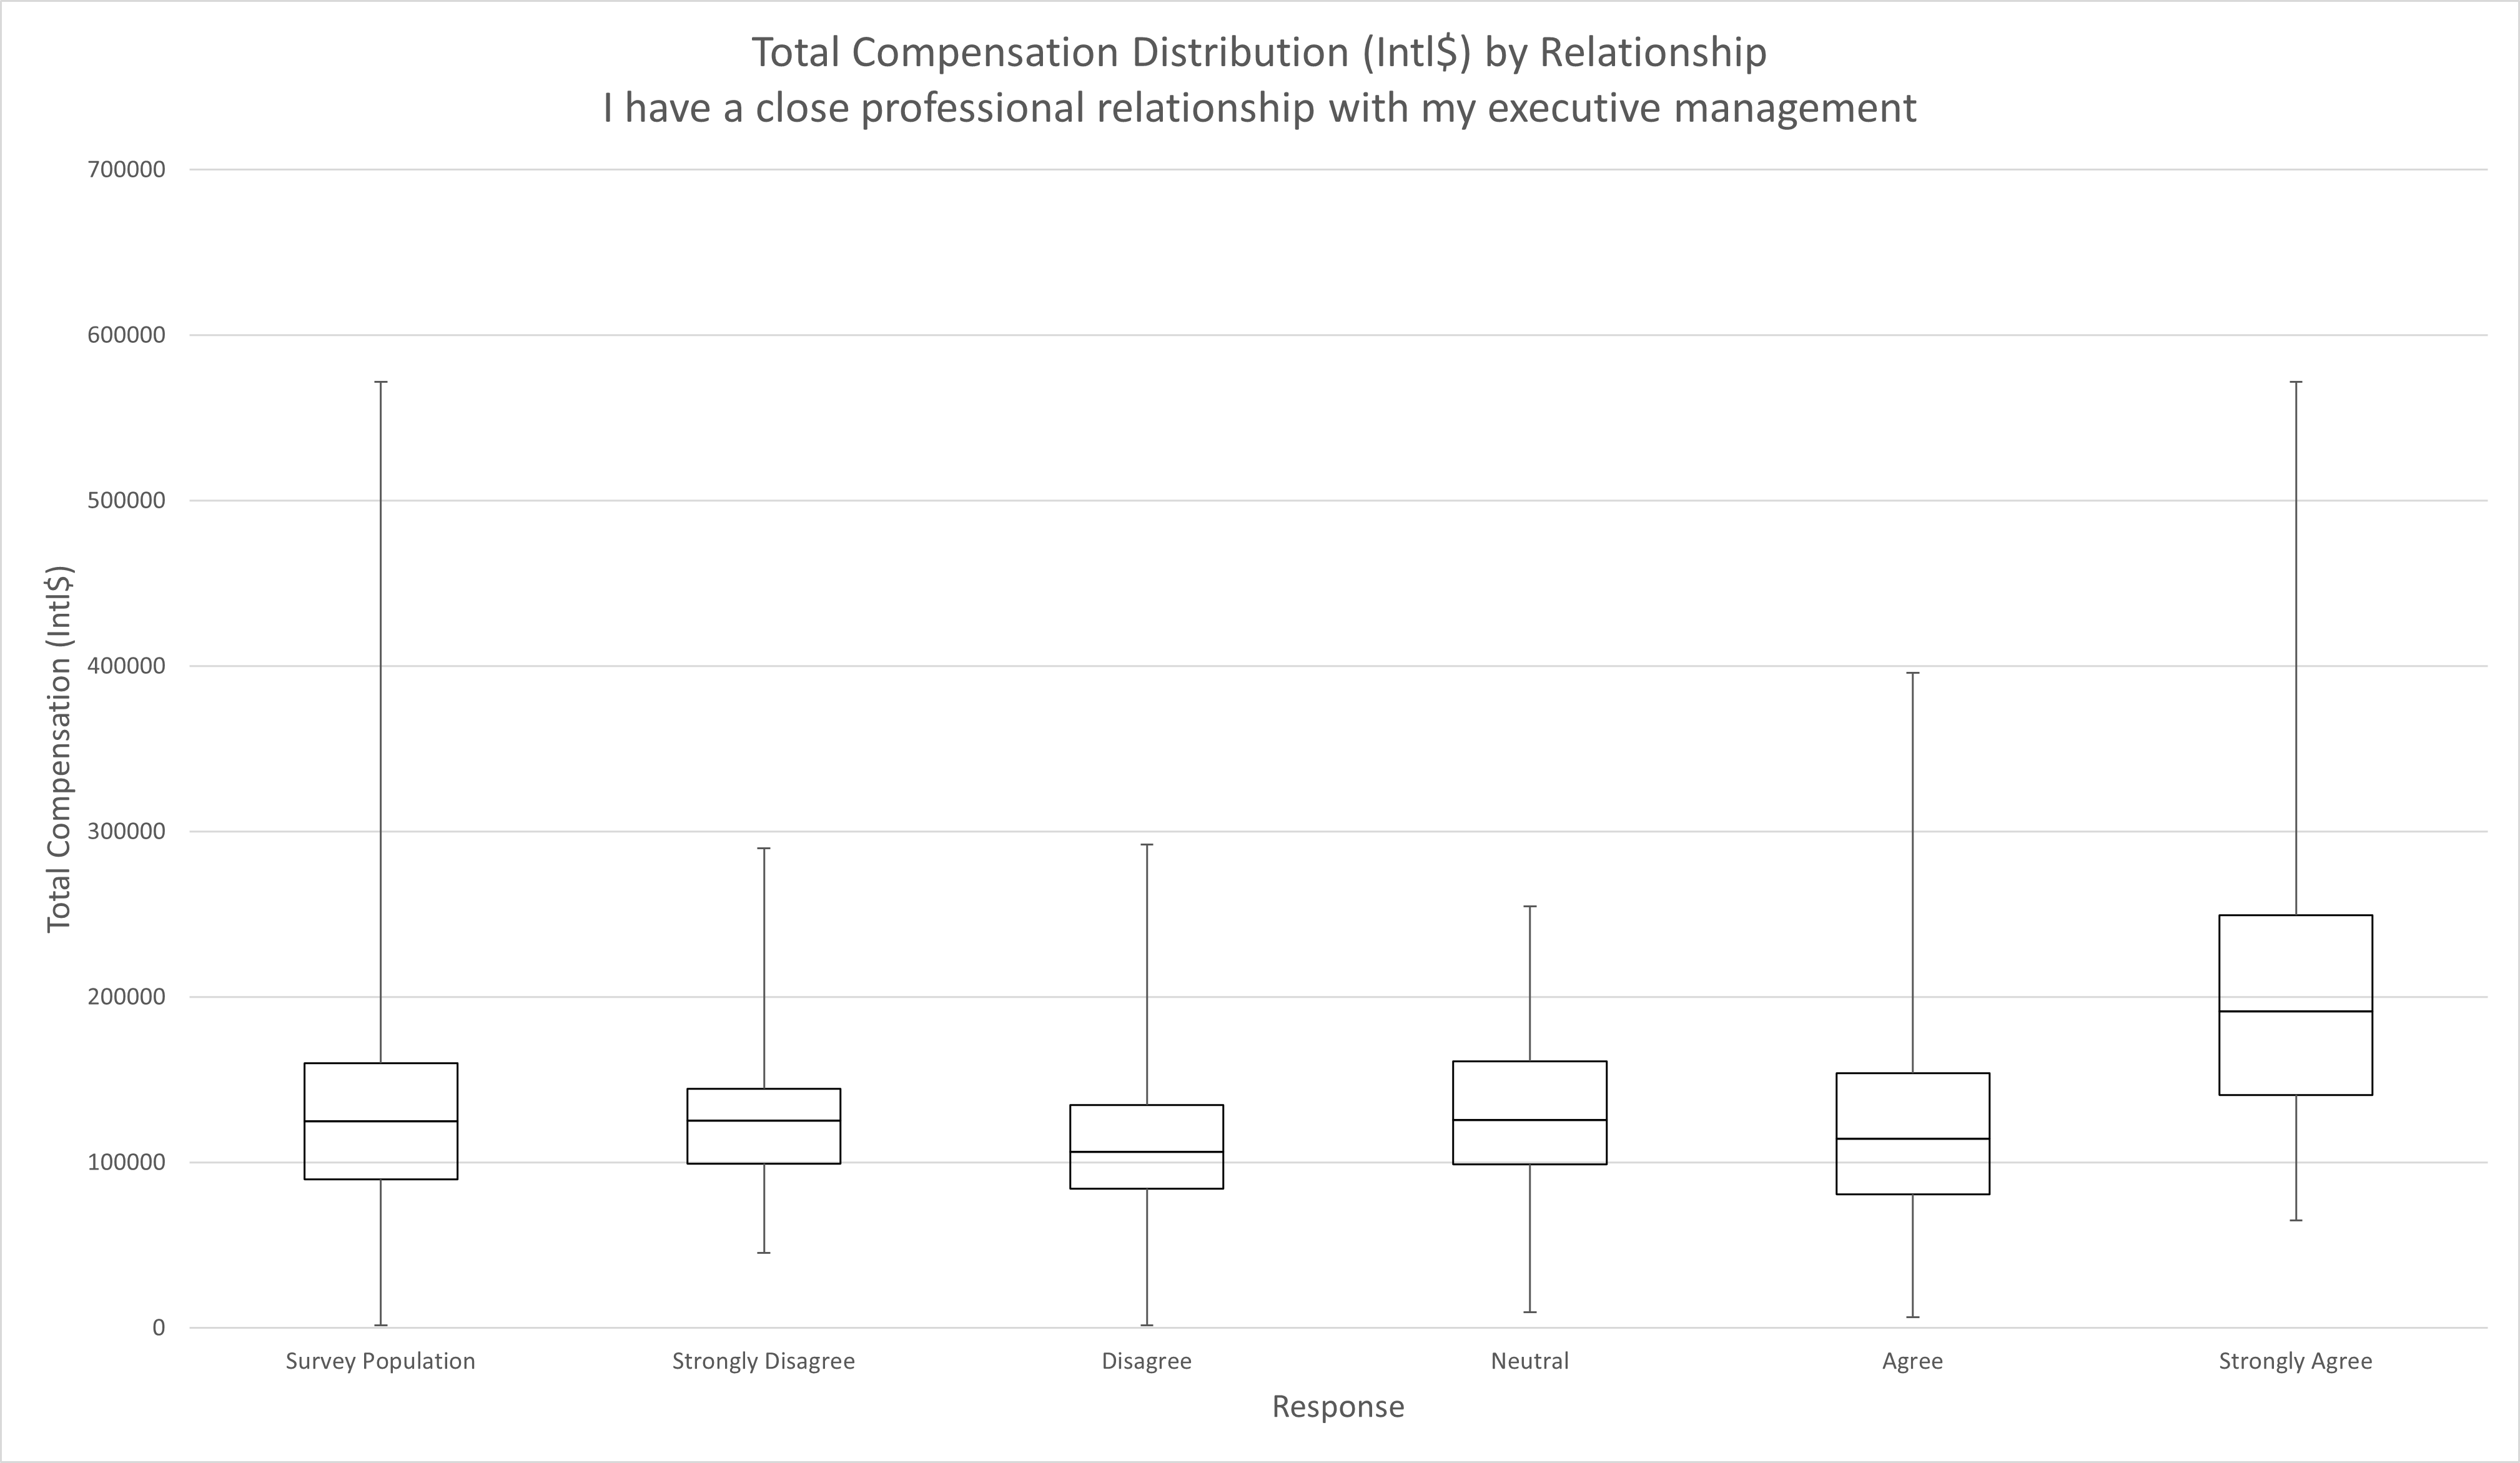 Total Compensation Distribution (Intl$) by Relationship
I have a close professional relationship with my executive management
Total Compensation (Intl$)
700000
600000
500000
400000
300000
200000
100000
0
Survey Population
Strongly Disagree
Disagree
Neutral
Agree
Strongly Agree
Response